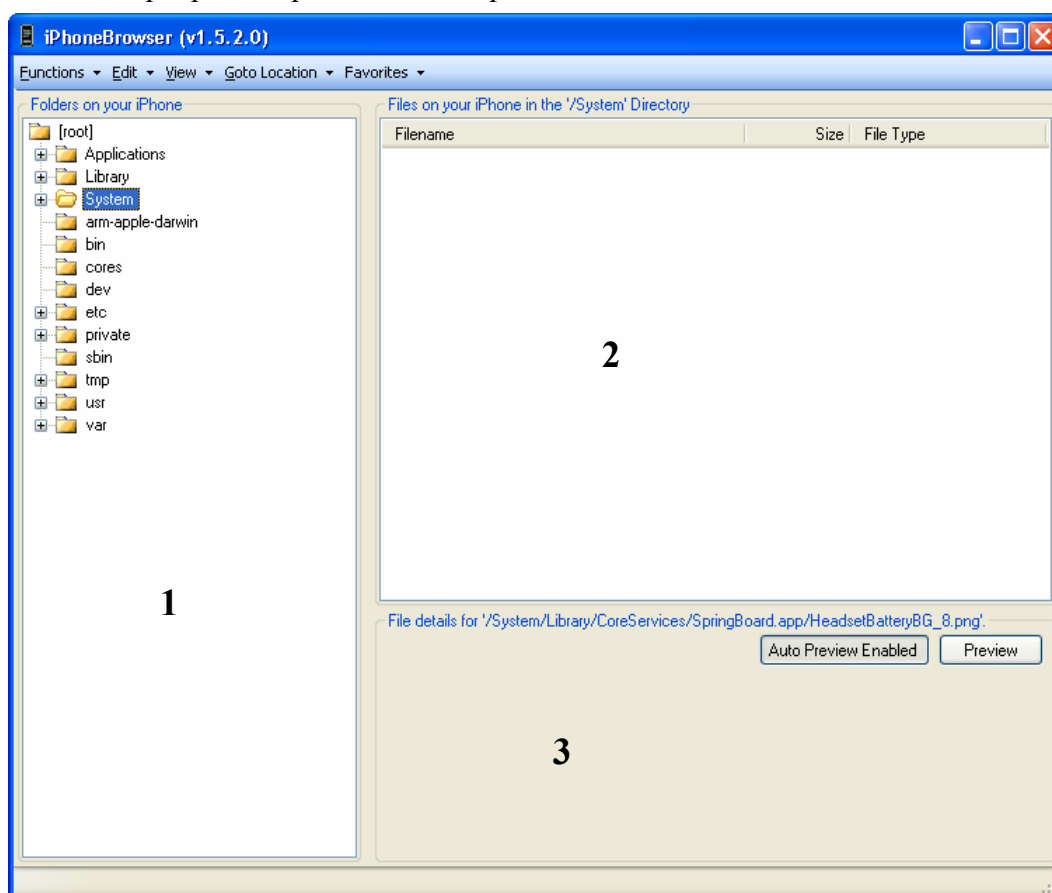 iPhoneBrowser (v1.5.2.0)
Functions Edit View Goto Location Favorites
Folders on your iPhone
[root]
Applications
Library
System
arm-apple-darwin
bin
cores
dev
etc
private
sbin
tmp
usr
var
1
Files on your iPhone in the '/System' Directory
Filename Size File Type
2
File details for '/System/Library/CoreServices/SpringBoard.app/HeadsetBatteryBG_8.png'.
Auto Preview Enabled Preview
3